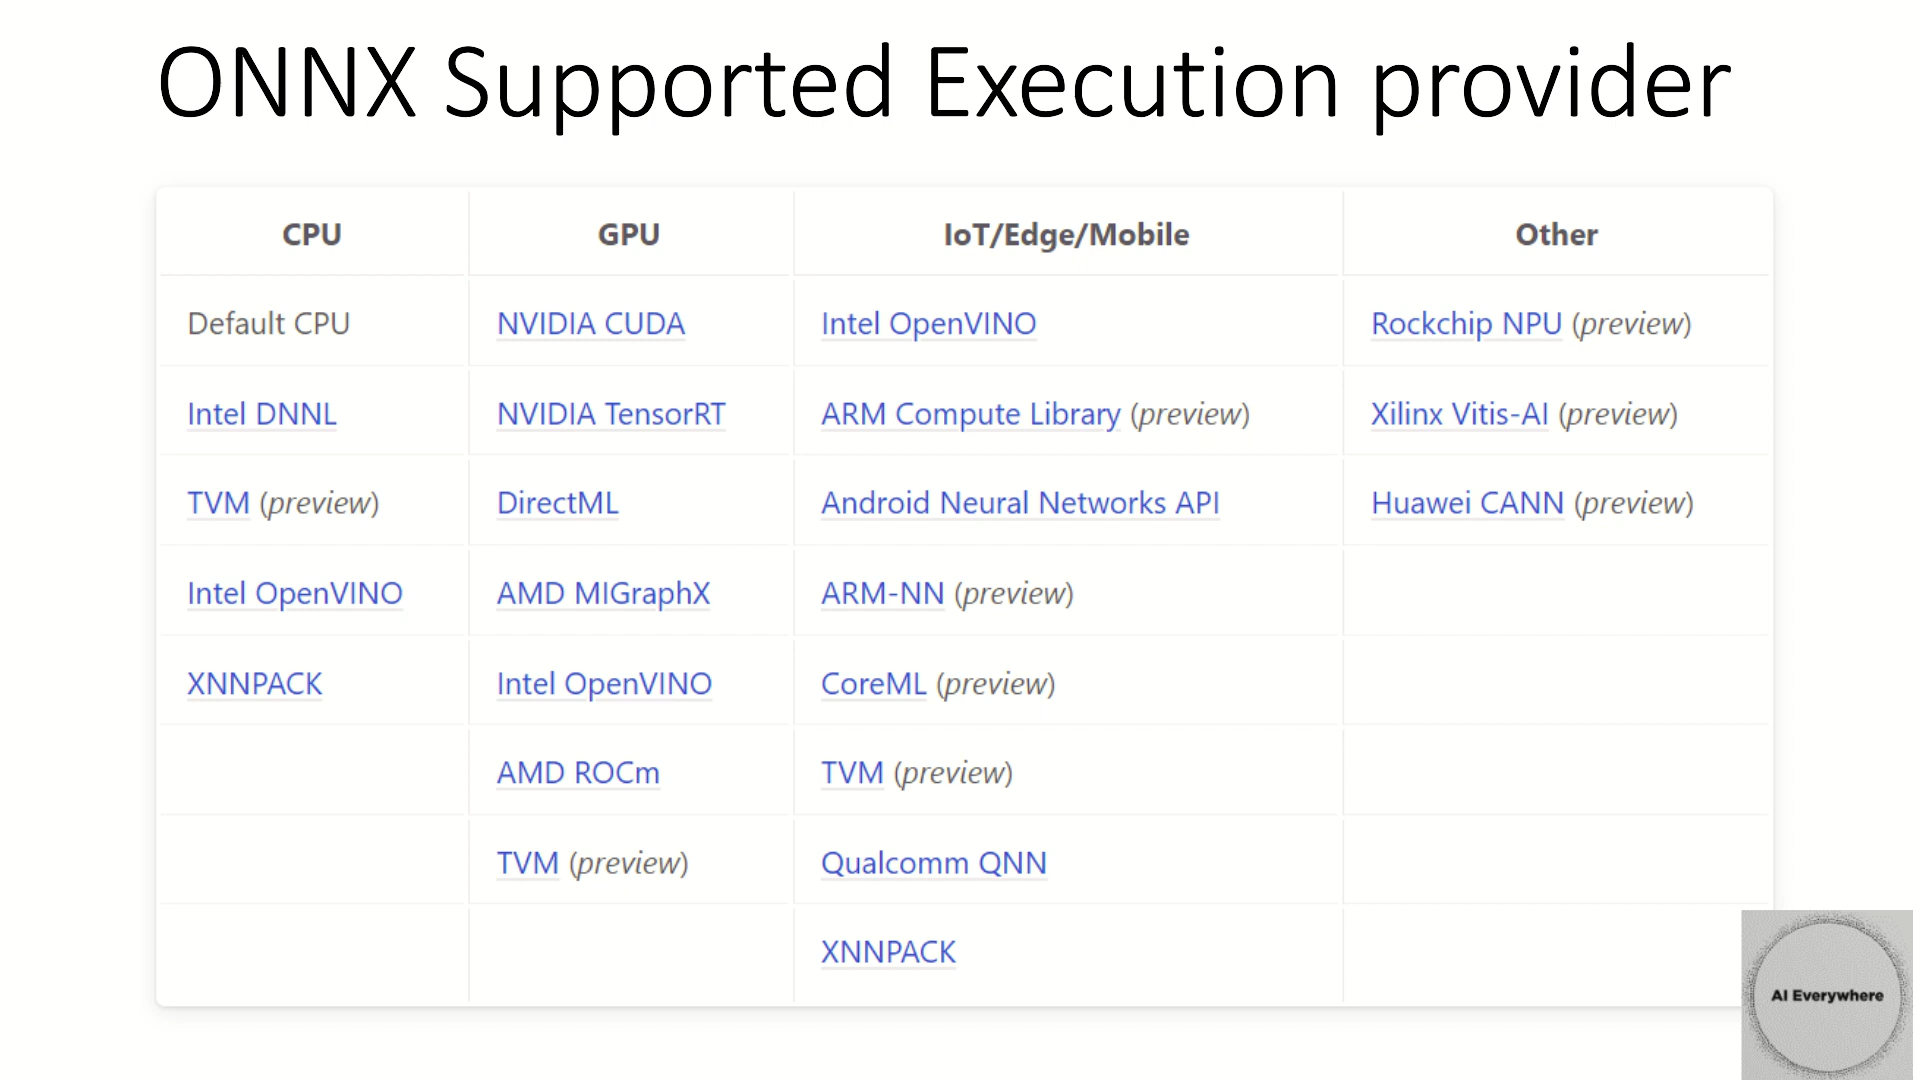 ONNX Supported Execution provider
CPU GPU IoT/Edge/Mobile Other
Default CPU NVIDIA CUDA Intel OpenVINO Rockchip NPU (preview)
Intel DNNL NVIDIA TensorRT ARM Compute Library (preview) Xilinx Vitis-AI (preview)
TVM (preview) DirectML Android Neural Networks API Huawei CANN (preview)
Intel OpenVINO AMD MIGraphX ARM-NN (preview)
XNNPACK Intel OpenVINO CoreML (preview)
AMD ROCm TVM (preview)
TVM (preview) Qualcomm QNN
XNNPACK
AI Everywhere